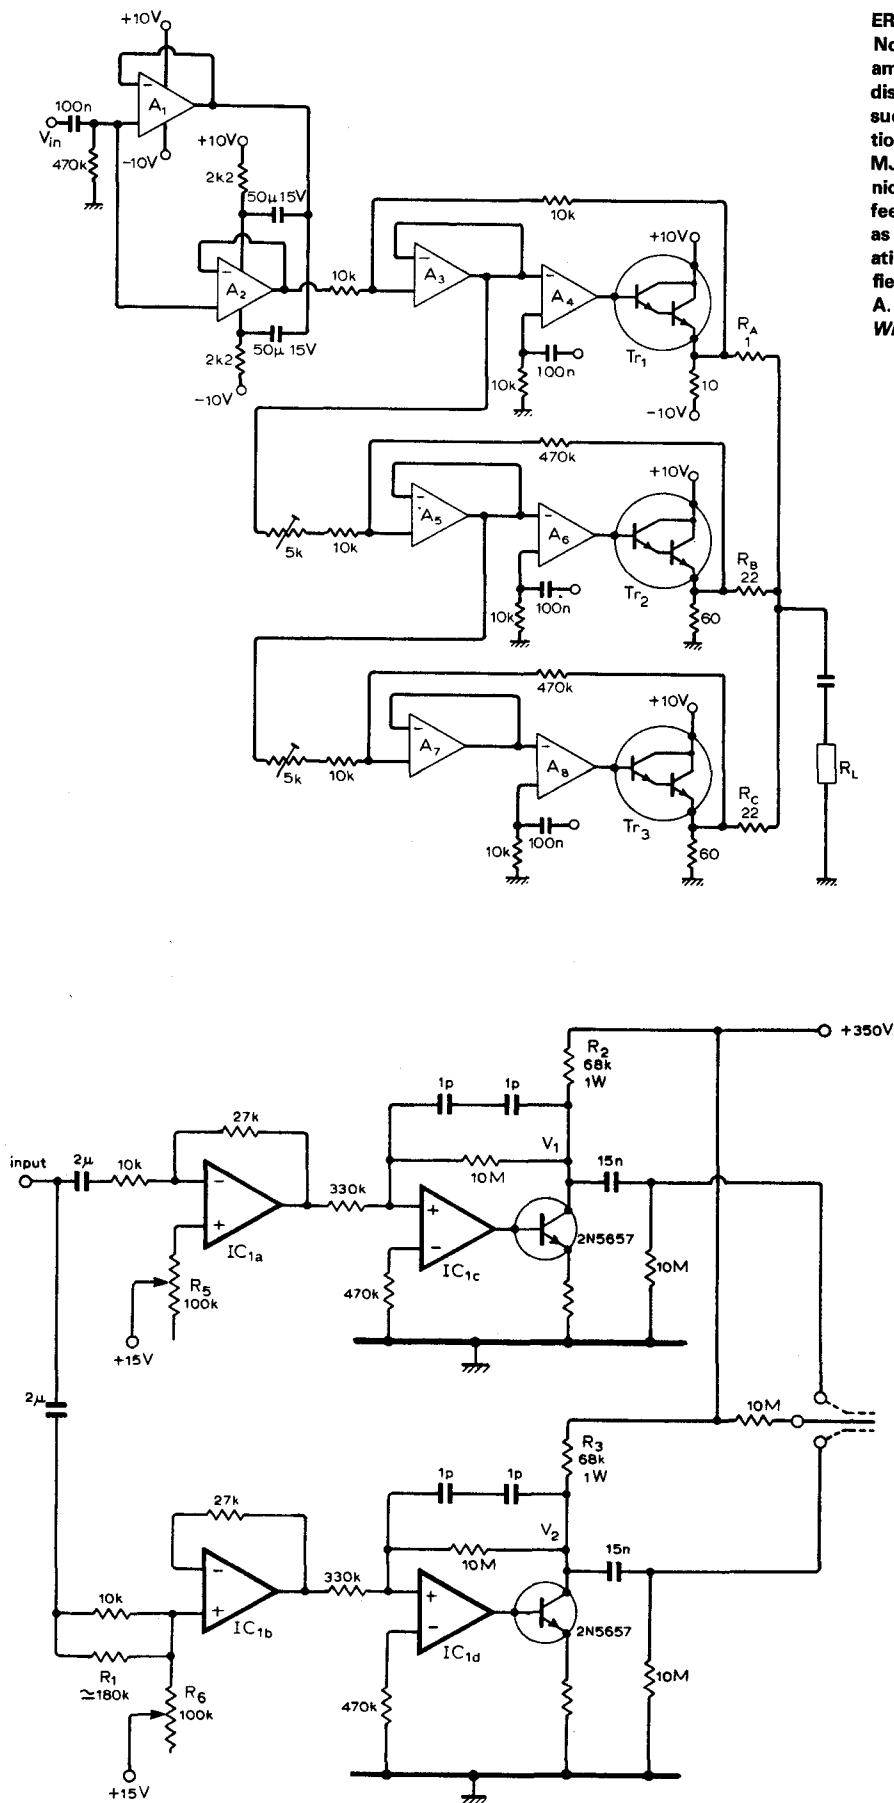 ER
No
am
dis
suc
tion
MJ
nic
fee
as
ati
fie
A.
W
+10V
A1
100n
Vin
470k
-10V
+10V
2k2
50µ 15V
A2
50µ 15V
2k2
-10V
10k
10k
A3
A4
+10V
Tr1
RA
1
10k
100n
10
-10V
470k
5k
10k
A5
A6
+10V
Tr2
RB
22
10k
100n
60
470k
5k
10k
A7
A8
+10V
Tr3
RC
22
10k
100n
60
RL
+350V
R2
68k
1W
1p
1p
27k
input
2µ
10k
IC1a
330k
10M
V1
15n
IC1c
2N5657
R5
100k
470k
10M
+15V
2µ
10M
R3
68k
1W
1p
1p
27k
V2
330k
10M
15n
10k
IC1b
IC1d
2N5657
R1
≃180k
R6
100k
470k
10M
+15V